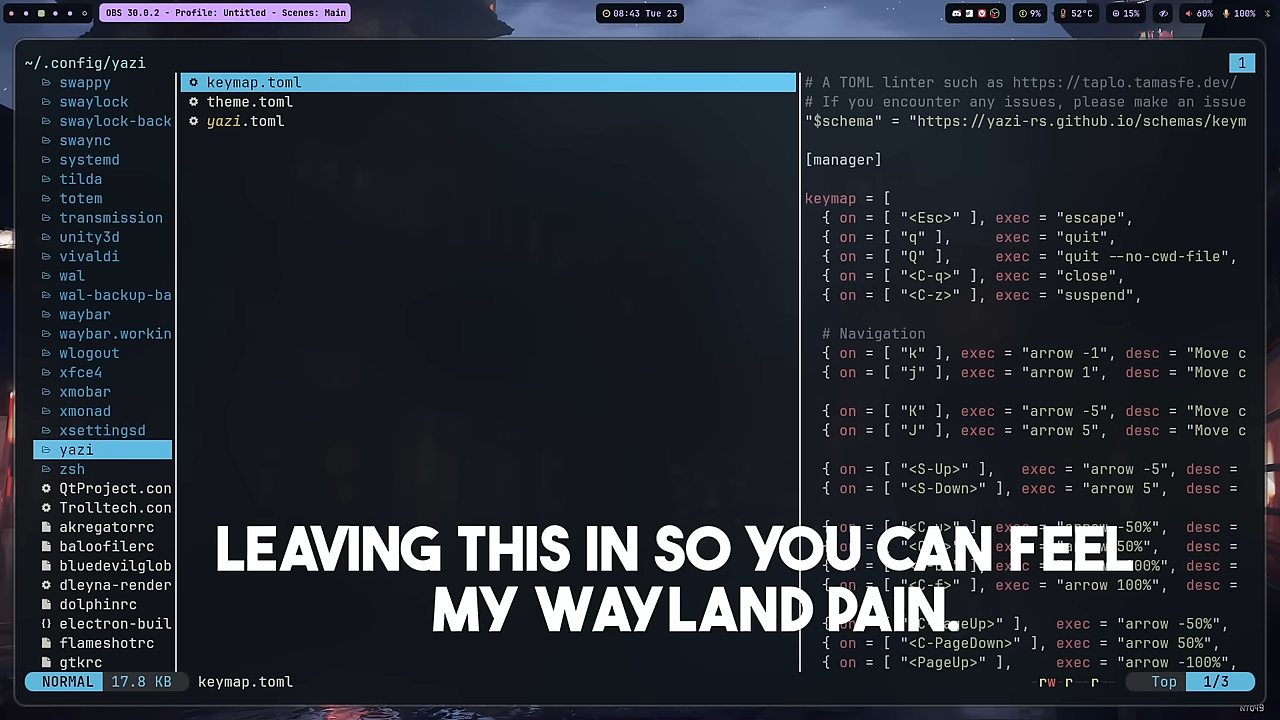 OBS 30.0.2 - Profile: Untitled - Scenes: Main
08:43 Tue 23
9%
52°C
15%
60%
100%
~/.config/yazi
1
swappy
swaylock
swaylock-back
swaync
systemd
tilda
totem
transmission
unity3d
vivaldi
wal
wal-backup-ba
waybar
waybar.workin
wlogout
xfce4
xmobar
xmonad
xsettingsd
yazi
zsh
QtProject.con
Trolltech.con
akregatorrc
baloofilerc
bluedevilglob
dleyna-render
dolphinrc
electron-buil
flameshotrc
gtkrc
keymap.toml
theme.toml
yazi.toml
# A TOML linter such as https://taplo.tamasfe.dev/
# If you encounter any issues, please make an issue
"$schema" = "https://yazi-rs.github.io/schemas/keym
[manager]
keymap = [
{ on = [ "<Esc>" ], exec = "escape",
{ on = [ "q" ], exec = "quit",
{ on = [ "Q" ], exec = "quit --no-cwd-file",
{ on = [ "<C-q>" ], exec = "close",
{ on = [ "<C-z>" ], exec = "suspend",
# Navigation
{ on = [ "k" ], exec = "arrow -1", desc = "Move c
{ on = [ "j" ], exec = "arrow 1", desc = "Move c
{ on = [ "K" ], exec = "arrow -5", desc = "Move c
{ on = [ "J" ], exec = "arrow 5", desc = "Move c
{ on = [ "<S-Up>" ], exec = "arrow -5", desc =
{ on = [ "<S-Down>" ], exec = "arrow 5", desc =
-50%", desc =
50%", desc =
100%", desc =
{ on = [ "<C-f>" ], exec = "arrow 100%", desc =
], exec = "arrow -50%",
{ on = [ "<C-PageDown>" ], exec = "arrow 50%",
{ on = [ "<PageUp>" ], exec = "arrow -100%",
LEAVING THIS IN SO YOU CAN FEEL
MY WAYLAND PAIN.
NORMAL 17.8 KB keymap.toml
-rw-r--r-- Top 1/3